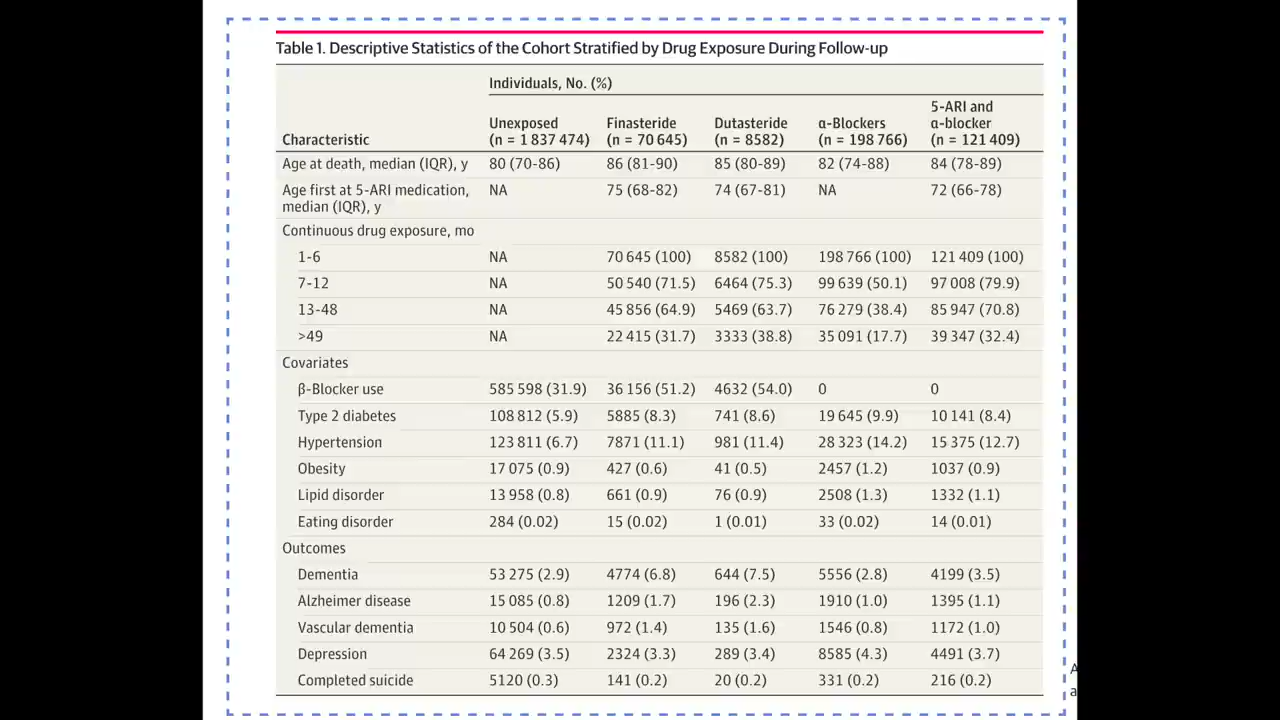 Table 1. Descriptive Statistics of the Cohort Stratified by Drug Exposure During Follow-up
Individuals, No. (%)
Characteristic Unexposed (n = 1 837 474) Finasteride (n = 70 645) Dutasteride (n = 8582) α-Blockers (n = 198 766) 5-ARI and α-blocker (n = 121 409)
Age at death, median (IQR), y 80 (70-86) 86 (81-90) 85 (80-89) 82 (74-88) 84 (78-89)
Age first at 5-ARI medication, median (IQR), y NA 75 (68-82) 74 (67-81) NA 72 (66-78)
Continuous drug exposure, mo
1-6 NA 70 645 (100) 8582 (100) 198 766 (100) 121 409 (100)
7-12 NA 50 540 (71.5) 6464 (75.3) 99 639 (50.1) 97 008 (79.9)
13-48 NA 45 856 (64.9) 5469 (63.7) 76 279 (38.4) 85 947 (70.8)
>49 NA 22 415 (31.7) 3333 (38.8) 35 091 (17.7) 39 347 (32.4)
Covariates
β-Blocker use 585 598 (31.9) 36 156 (51.2) 4632 (54.0) 0 0
Type 2 diabetes 108 812 (5.9) 5885 (8.3) 741 (8.6) 19 645 (9.9) 10 141 (8.4)
Hypertension 123 811 (6.7) 7871 (11.1) 981 (11.4) 28 323 (14.2) 15 375 (12.7)
Obesity 17 075 (0.9) 427 (0.6) 41 (0.5) 2457 (1.2) 1037 (0.9)
Lipid disorder 13 958 (0.8) 661 (0.9) 76 (0.9) 2508 (1.3) 1332 (1.1)
Eating disorder 284 (0.02) 15 (0.02) 1 (0.01) 33 (0.02) 14 (0.01)
Outcomes
Dementia 53 275 (2.9) 4774 (6.8) 644 (7.5) 5556 (2.8) 4199 (3.5)
Alzheimer disease 15 085 (0.8) 1209 (1.7) 196 (2.3) 1910 (1.0) 1395 (1.1)
Vascular dementia 10 504 (0.6) 972 (1.4) 135 (1.6) 1546 (0.8) 1172 (1.0)
Depression 64 269 (3.5) 2324 (3.3) 289 (3.4) 8585 (4.3) 4491 (3.7)
Completed suicide 5120 (0.3) 141 (0.2) 20 (0.2) 331 (0.2) 216 (0.2)